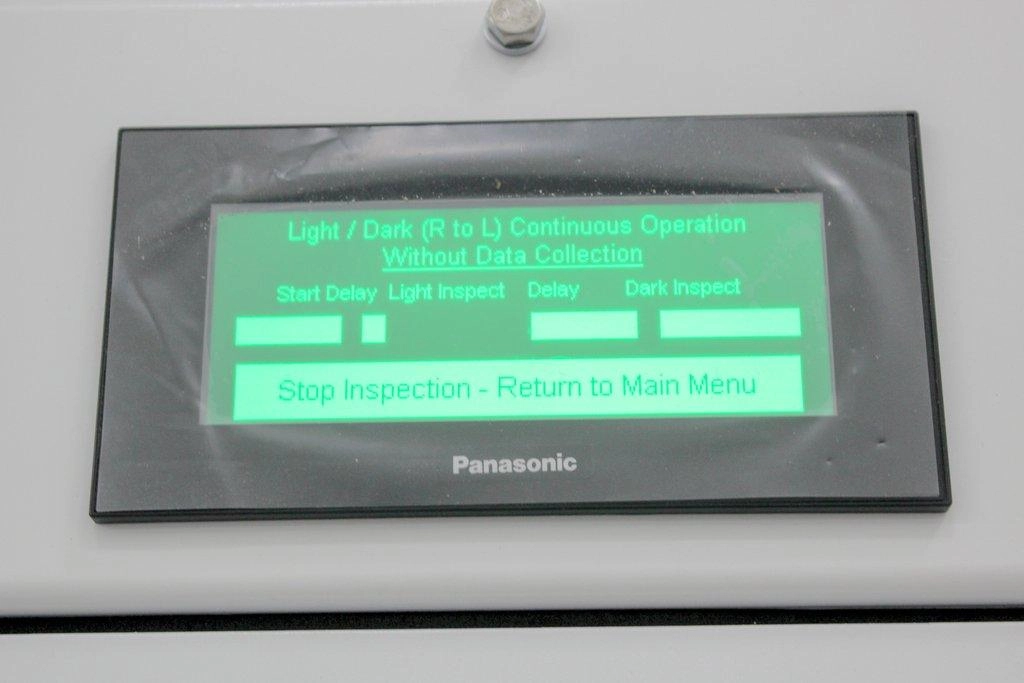 Light / Dark (R to L) Continuous Operation
Without Data Collection
Start Delay Light Inspect Delay Dark Inspect
Stop Inspection - Return to Main Menu
Panasonic